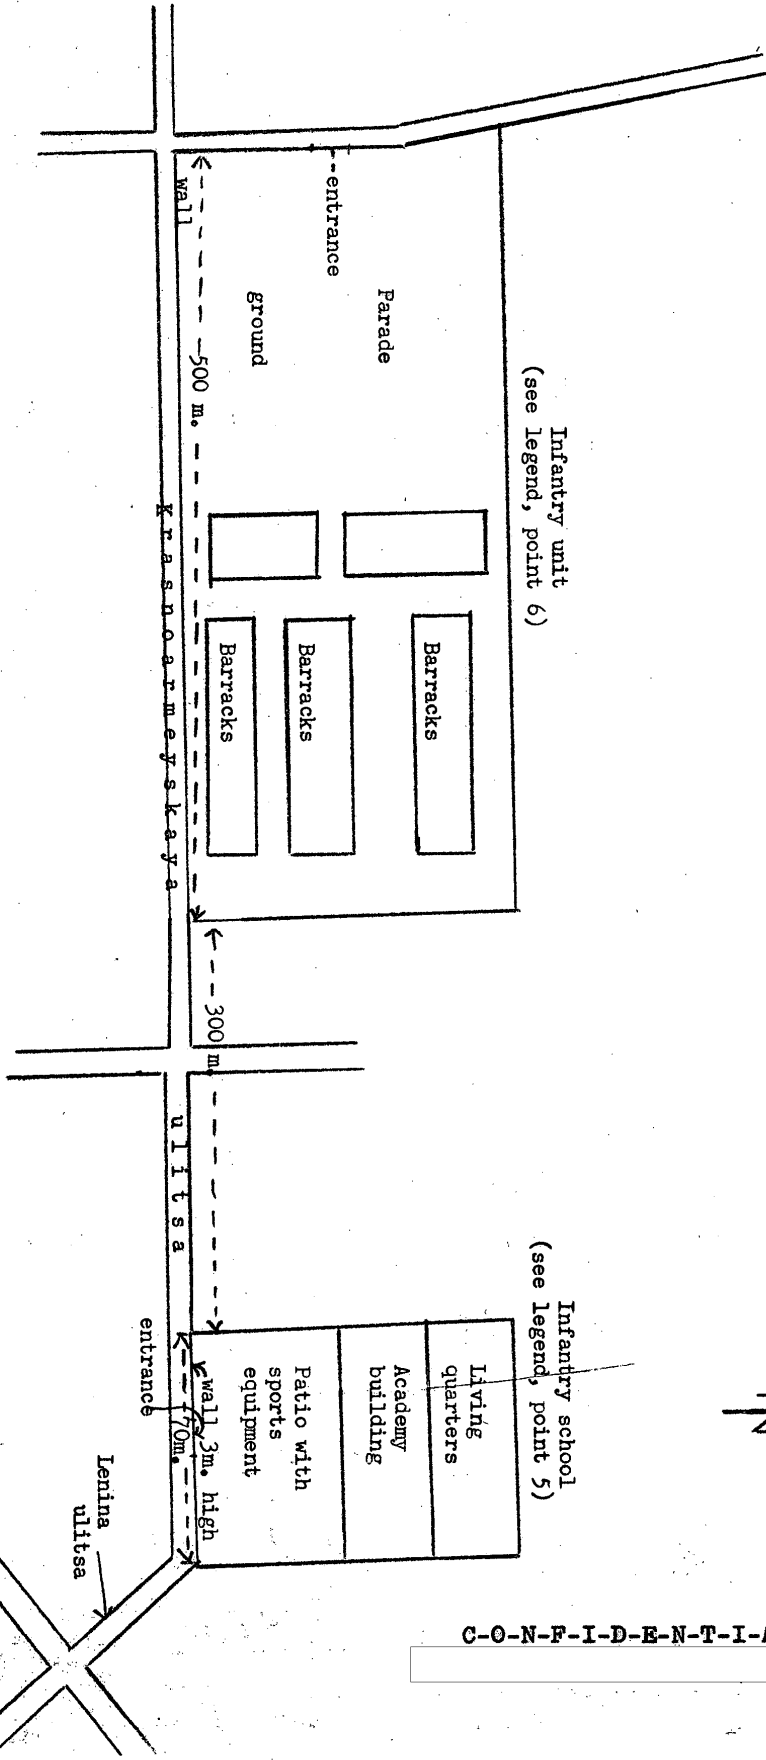 Infantry unit
(see legend, point 6)
Parade
ground
entrance
wall
500 m.
Barracks
Barracks
Barracks
Krasnoarmeyskaya
300 m.
ulitsa
Infantry school
(see legend, point 5)
Living
quarters
Academy
building
Patio with
sports
equipment
wall 3m. high
70m.
entrance
Lenina
ulitsa
C-O-N-F-I-D-E-N-T-I-